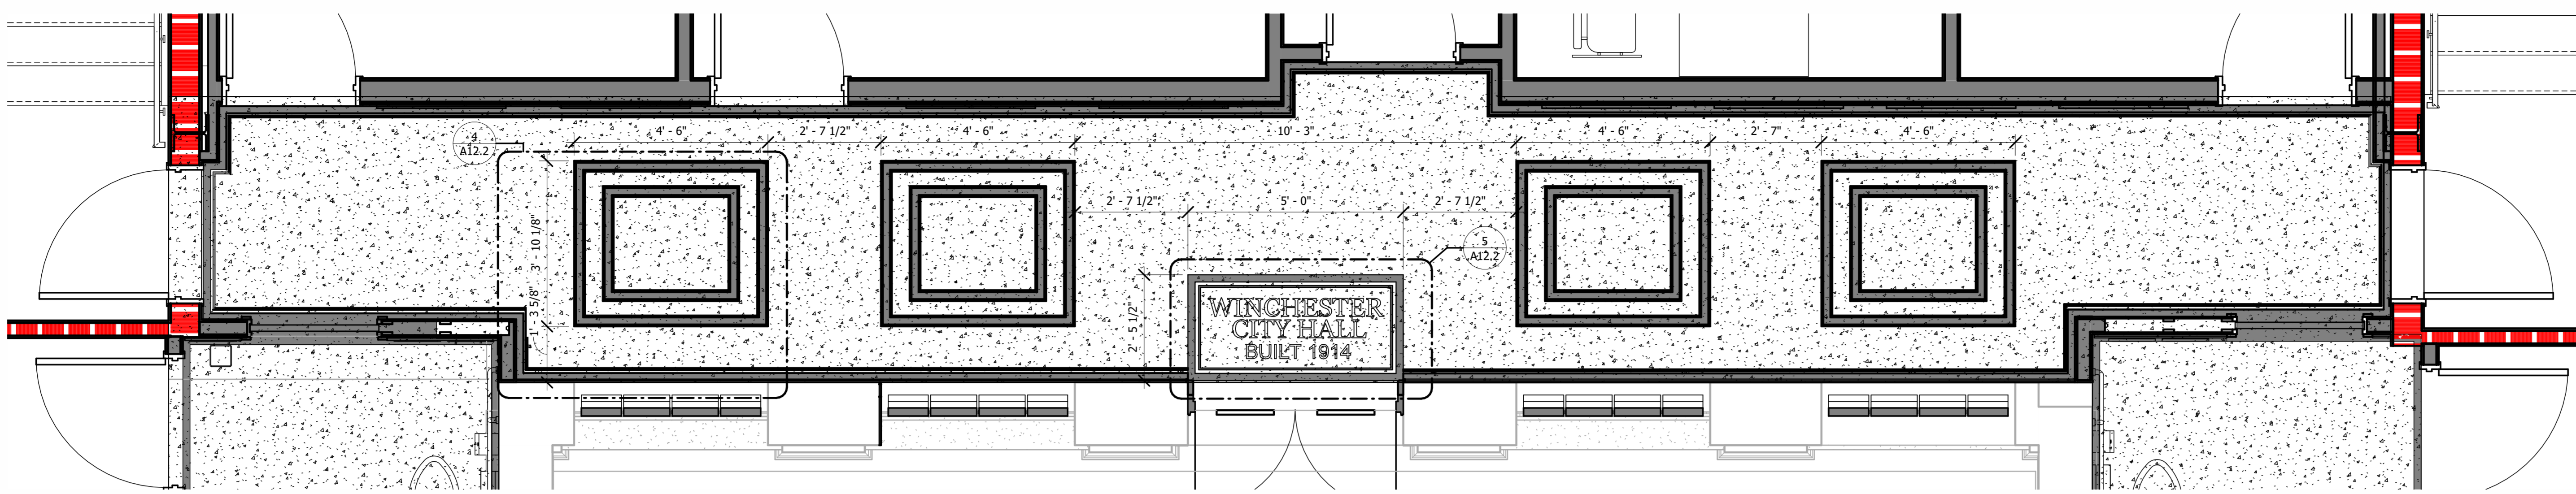 4
A12.2
4' - 6"
2' - 7 1/2"
4' - 6"
10' - 3"
4' - 6"
2' - 7"
4' - 6"
2' - 7 1/2"
5' - 0"
2' - 7 1/2"
3' 10 1/8"
1' 3 5/8"
5
A12.2
2' 5 1/2"
WINCHESTER
CITY HALL
BUILT 1914